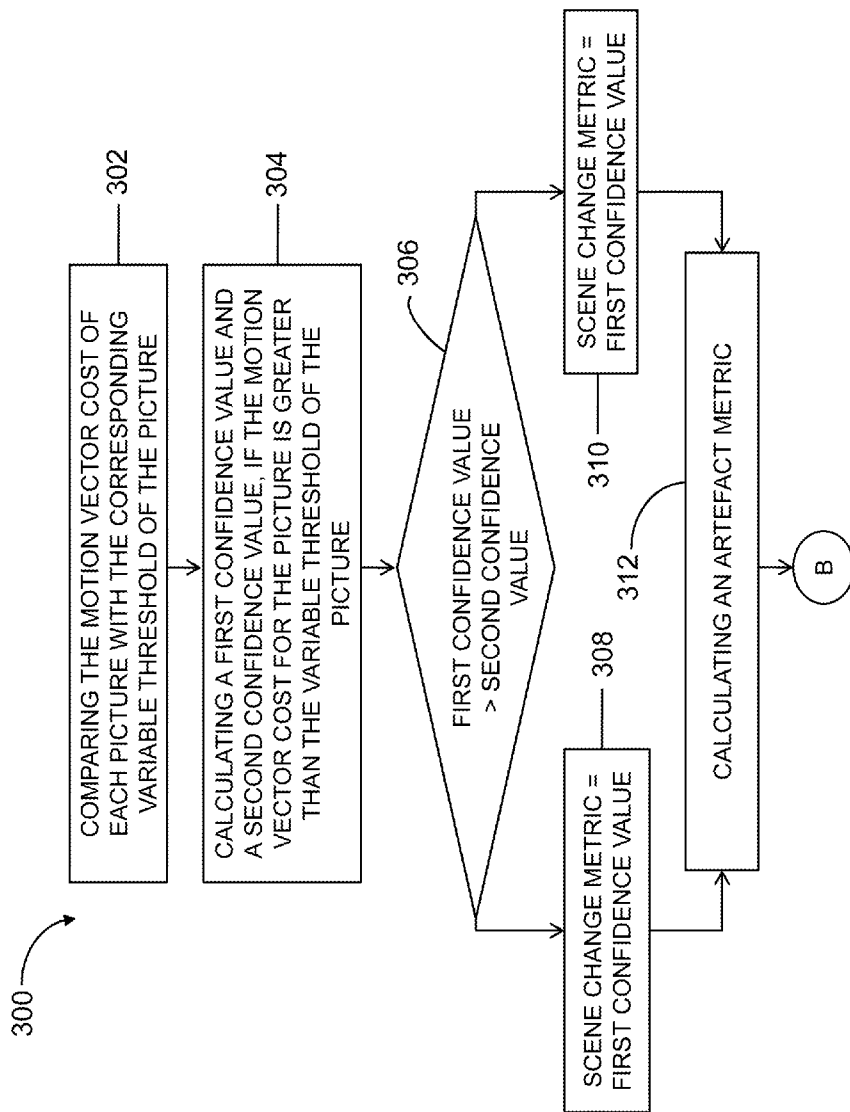 300
COMPARING THE MOTION VECTOR COST OF
EACH PICTURE WITH THE CORRESPONDING
VARIABLE THRESHOLD OF THE PICTURE
302
CALCULATING A FIRST CONFIDENCE VALUE AND
A SECOND CONFIDENCE VALUE, IF THE MOTION
VECTOR COST FOR THE PICTURE IS GREATER
THAN THE VARIABLE THRESHOLD OF THE
PICTURE
304
FIRST CONFIDENCE VALUE
> SECOND CONFIDENCE
VALUE
306
SCENE CHANGE METRIC =
FIRST CONFIDENCE VALUE
308
SCENE CHANGE METRIC =
FIRST CONFIDENCE VALUE
310
CALCULATING AN ARTEFACT METRIC
312
B